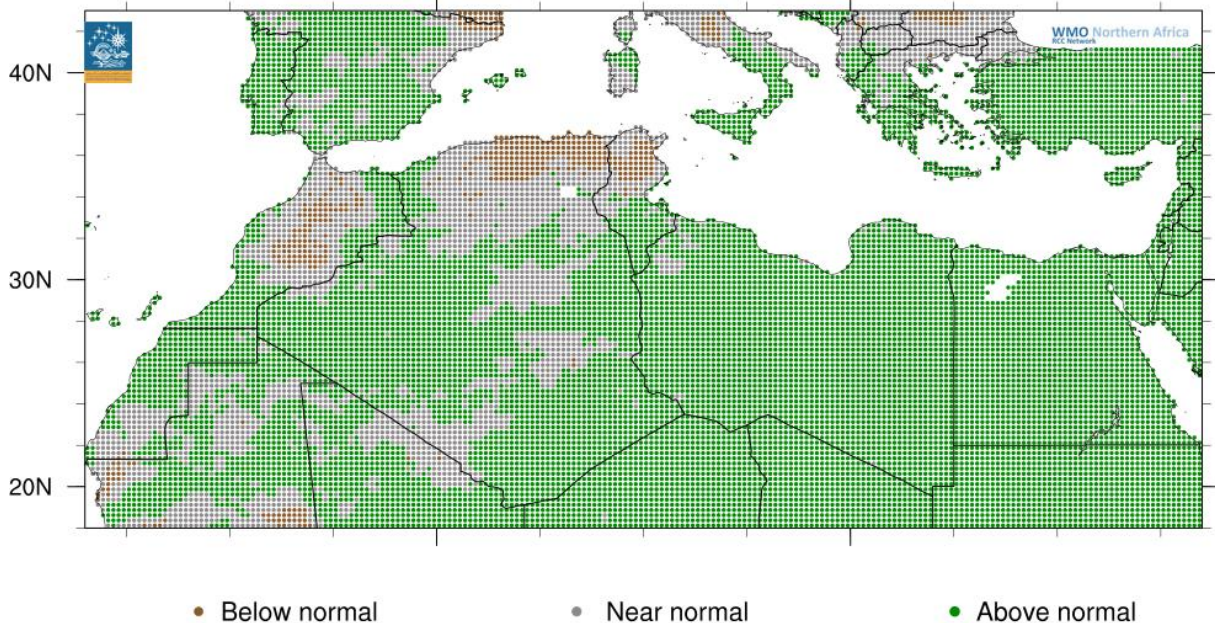 WMO Northern Africa
RCC Network
40N
30N
20N
Below normal
Near normal
Above normal